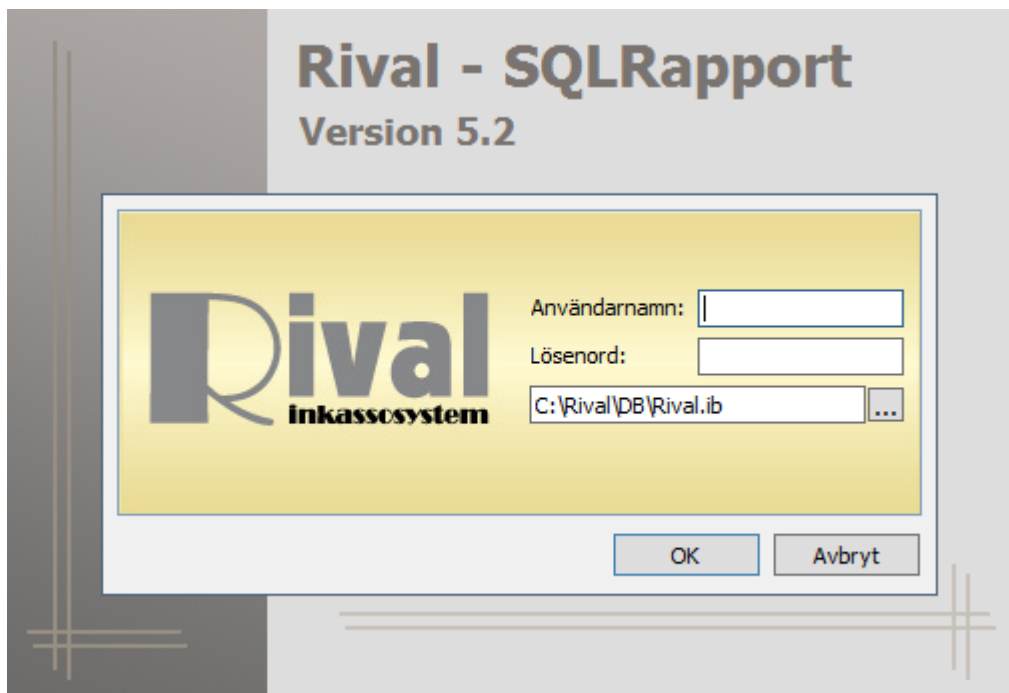 Rival - SQLRapport
Version 5.2
Rival
inkassosystem
Användarnamn:
Lösenord:
C:\Rival\DB\Rival.ib
...
OK
Avbryt